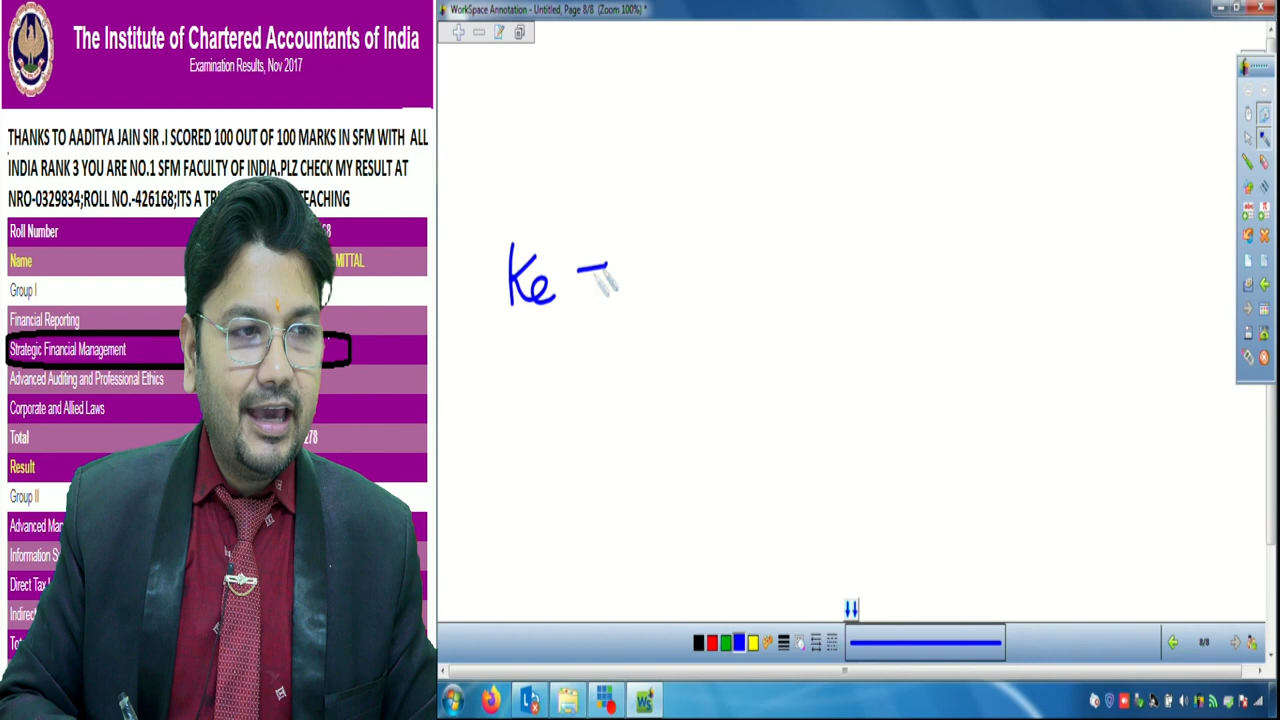 The Institute of Chartered Accountants of India
Examination Results, Nov 2017
THANKS TO AADITYA JAIN SIR .I SCORED 100 OUT OF 100 MARKS IN SFM WITH ALL
INDIA RANK 3 YOU ARE NO.1 SFM FACULTY OF INDIA.PLZ CHECK MY RESULT AT
NRO-0329834;ROLL NO.-426168;ITS A TEACHING
Roll Number
Name MITTAL
Group I
Financial Reporting
Strategic Financial Management
Advanced Auditing and Professional Ethics
Corporate and Allied Laws
Total 278
Result
Group II
Advanced
Information
Direct Tax
WorkSpace Annotation - Untitled, Page 8/8 (Zoom 100%) *
Ke
8/8